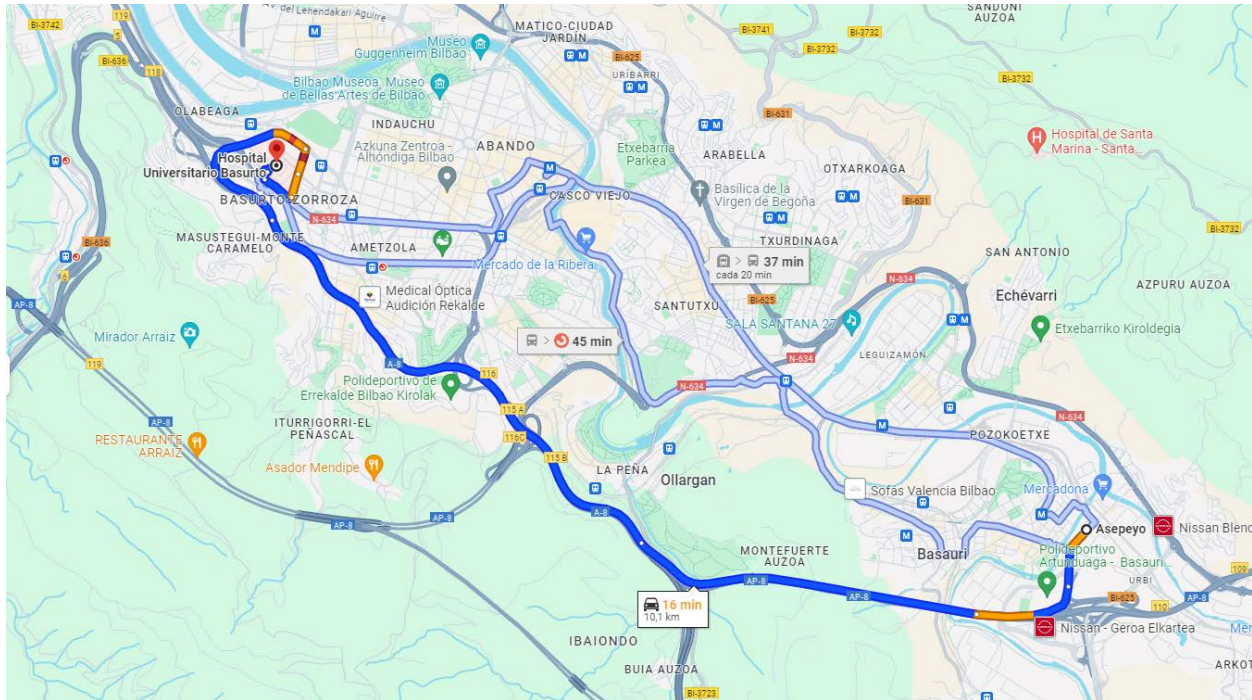 BI-3742
119
5
BI-636
118
Av. del Lehendakari Aguirre
MATICO-CIUDAD
JARDÍN
Museo
Guggenheim Bilbao
BI-625
URIBARRI
BI-3741
BI-3732
BI-3732
SANDUNI
AUZOA
BI-3732
Bilbao Museoa, Museo
de Bellas Artes de Bilbao
OLABEAGA
INDAUCHU
BI-631
Hospital
Universitario Basurto
Azkuna Zentroa -
Alhóndiga Bilbao
ABANDO
Etxebarria
Parkea
ARABELLA
OTXARKOAGA
Hospital de Santa
Marina - Santa...
BASURTO-ZORROZA
CASCO VIEJO
Basílica de la
Virgen de Begoña
BI-631
N-634
MASUSTEGUI-MONTE
CARAMELO
AMETZOLA
TXURDINAGA
BI-3732
BI-636
6
Mercado de la Ribera
37 min
cada 20 min
SAN ANTONIO
N-634
AZPURU AUZOA
AP-8
Medical Óptica
Audición Rekalde
SANTUTXU
BI-625
Echévarri
Mirador Arraiz
45 min
SALA SANTANA 27
Etxebarriko Kiroldegia
119
A-8
116
N-634
LEGUIZAMÓN
Polideportivo de
Errekalde Bilbao Kirolak
N-634
ITURRIGORRI-EL
PEÑASCAL
115 A
116C
N-634
RESTAURANTE
ARRAIZ
115 B
POZOKOETXE
Asador Mendipe
LA PEÑA
Ollargan
Sofás Valencia Bilbao
Mercadona
AP-8
AP-8
A-8
Asepeyo
Nissan Blend
MONTEFUERTE
AUZOA
Basauri
Polideportivo
Artunduaga - Basauri...
109
URBI
AP-8
AP-8
BI-625
110
AP-8
16 min
10,1 km
Nissan - Geroa Elkartea
Mer
IBAIONDO
BUIA AUZOA
ARKOT
BI-3723